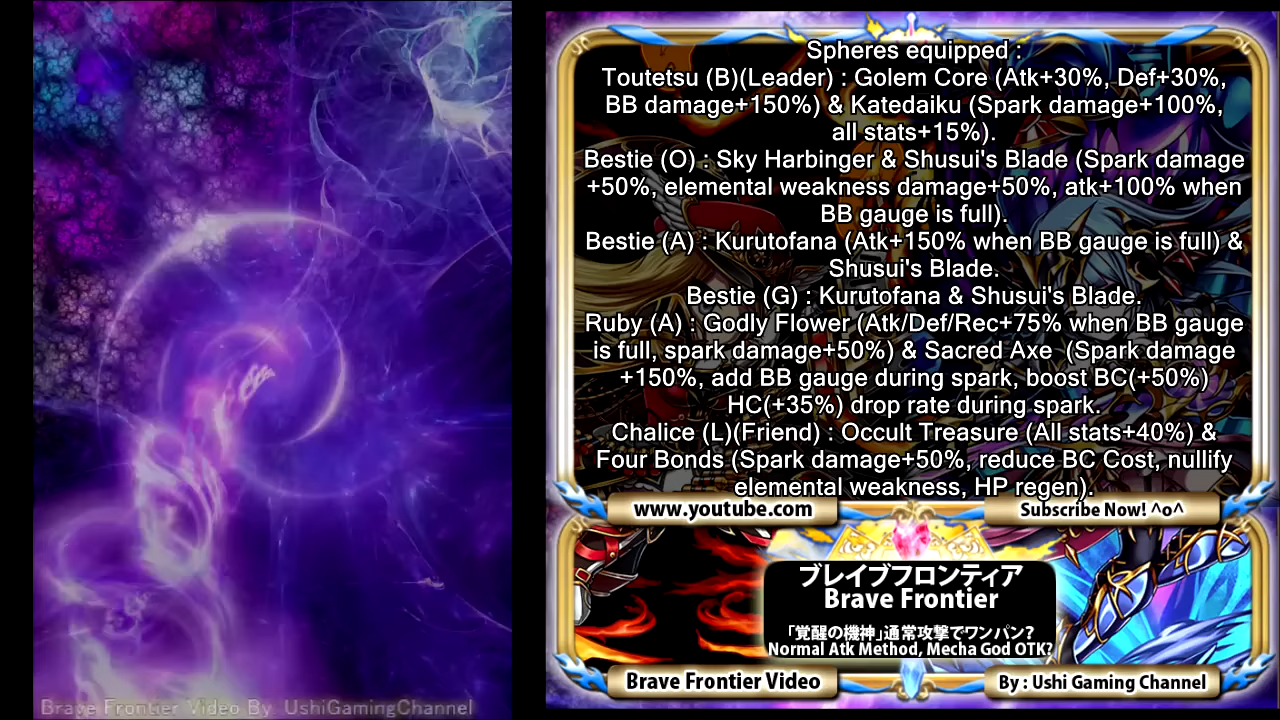 Spheres equipped :
Toutetsu (B)(Leader) : Golem Core (Atk+30%, Def+30%,
BB damage+150%) & Katedaiku (Spark damage+100%,
all stats+15%).
Bestie (O) : Sky Harbinger & Shusui's Blade (Spark damage
+50%, elemental weakness damage+50%, atk+100% when
BB gauge is full).
Bestie (A) : Kurutofana (Atk+150% when BB gauge is full) &
Shusui's Blade.
Bestie (G) : Kurutofana & Shusui's Blade.
Ruby (A) : Godly Flower (Atk/Def/Rec+75% when BB gauge
is full, spark damage+50%) & Sacred Axe (Spark damage
+150%, add BB gauge during spark, boost BC(+50%)
HC(+35%) drop rate during spark.
Chalice (L)(Friend) : Occult Treasure (All stats+40%) &
Four Bonds (Spark damage+50%, reduce BC Cost, nullify
elemental weakness, HP regen).
www.youtube.com
Subscribe Now! ^o^
ブレイブフロンティア
Brave Frontier
「覚醒の機神」通常攻撃でワンパン?
Normal Atk Method, Mecha God OTK?
Brave Frontier Video
By : Ushi Gaming Channel
Brave Frontier Video By UshiGamingChannel